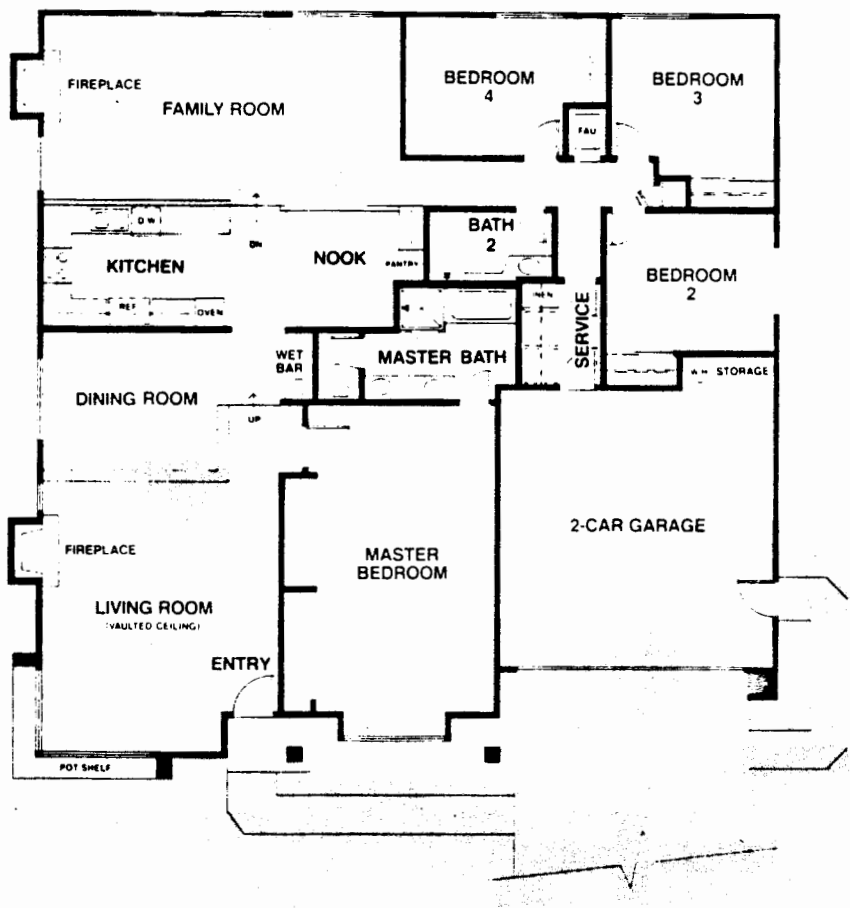 BEDROOM
4
BEDROOM
3
FIREPLACE
FAMILY ROOM
FAU
D.W.
DN
BATH
2
KITCHEN
NOOK
PANTRY
BEDROOM
2
REF
OVEN
SERVICE
WET
BAR
MASTER BATH
W.H.
STORAGE
DINING ROOM
UP
2-CAR GARAGE
FIREPLACE
MASTER
BEDROOM
LIVING ROOM
(VAULTED CEILING)
ENTRY
POT SHELF